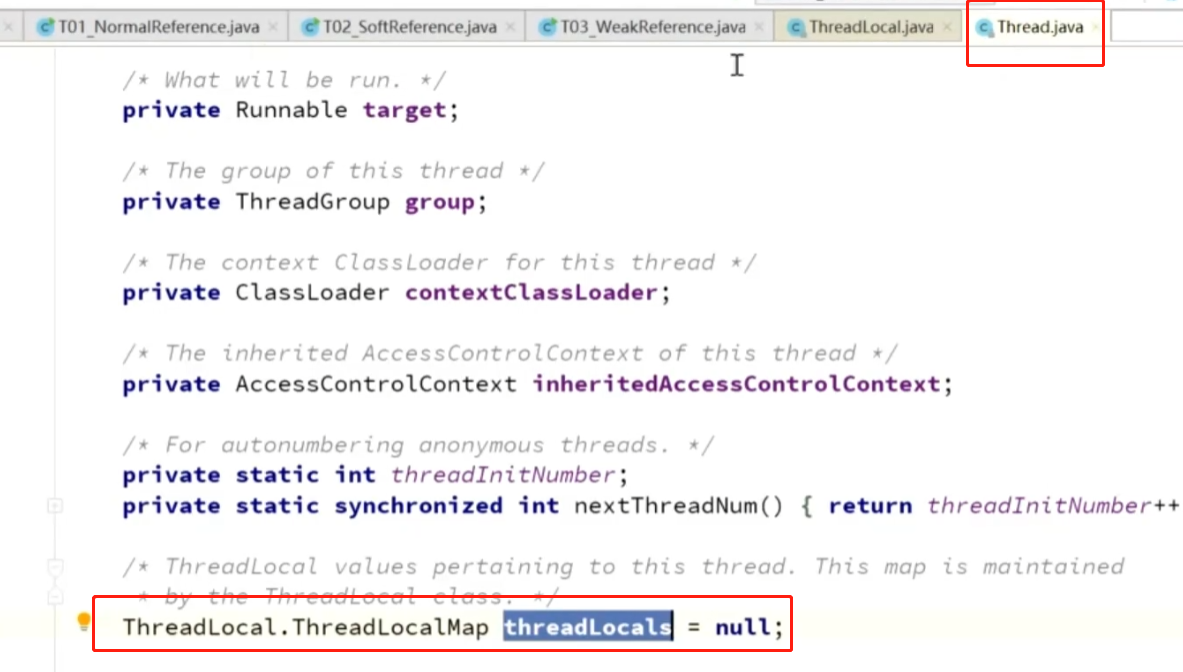 T01_NormalReference.java × T02_SoftReference.java × T03_WeakReference.java × ThreadLocal.java × Thread.java
/* What will be run. */
private Runnable target;
/* The group of this thread */
private ThreadGroup group;
/* The context ClassLoader for this thread */
private ClassLoader contextClassLoader;
/* The inherited AccessControlContext of this thread */
private AccessControlContext inheritedAccessControlContext;
/* For autonumbering anonymous threads. */
private static int threadInitNumber;
private static synchronized int nextThreadNum() { return threadInitNumber++
/* ThreadLocal values pertaining to this thread. This map is maintained
* by the ThreadLocal class. */
ThreadLocal.ThreadLocalMap threadLocals = null;